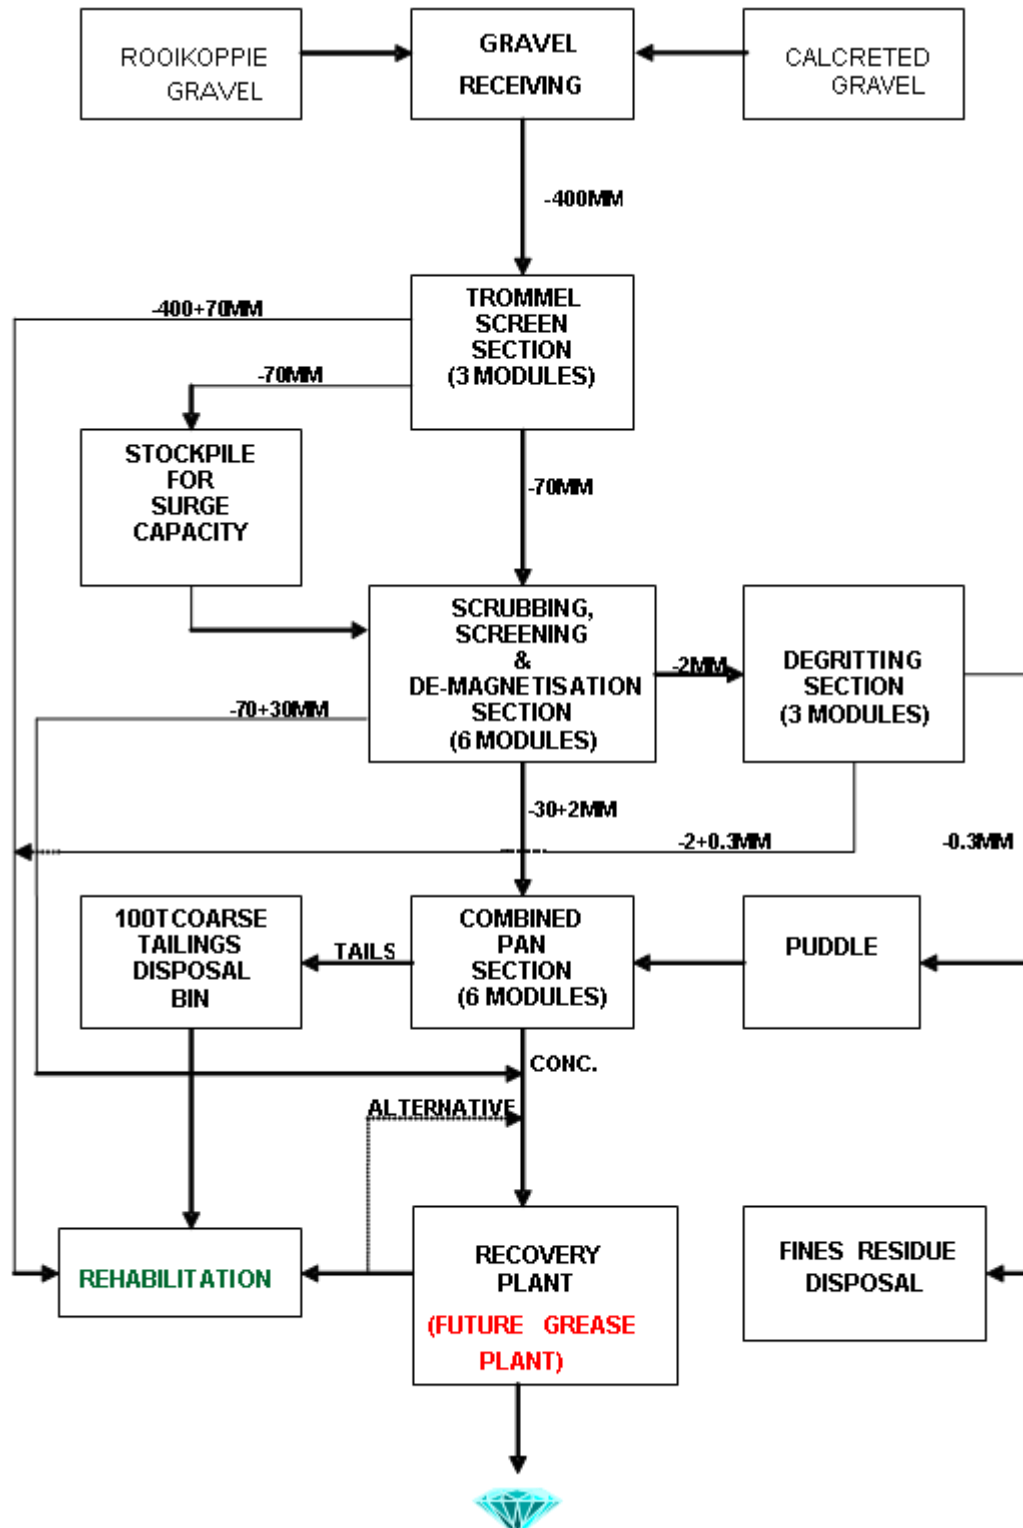 ROOIKOPPIE
GRAVEL
GRAVEL
RECEIVING
CALCRETED
GRAVEL
-400MM
TROMMEL
SCREEN
SECTION
(3 MODULES)
-400+70MM
-70MM
STOCKPILE
FOR
SURGE
CAPACITY
-70MM
SCRUBBING,
SCREENING
&
DE-MAGNETISATION
SECTION
(6 MODULES)
-2MM
DEGRITTING
SECTION
(3 MODULES)
-70+30MM
-30+2MM
-2+0.3MM
-0.3MM
100T COARSE
TAILINGS
DISPOSAL
BIN
TAILS
COMBINED
PAN
SECTION
(6 MODULES)
PUDDLE
CONC.
ALTERNATIVE
REHABILITATION
RECOVERY
PLANT
(FUTURE GREASE
PLANT)
FINES RESIDUE
DISPOSAL